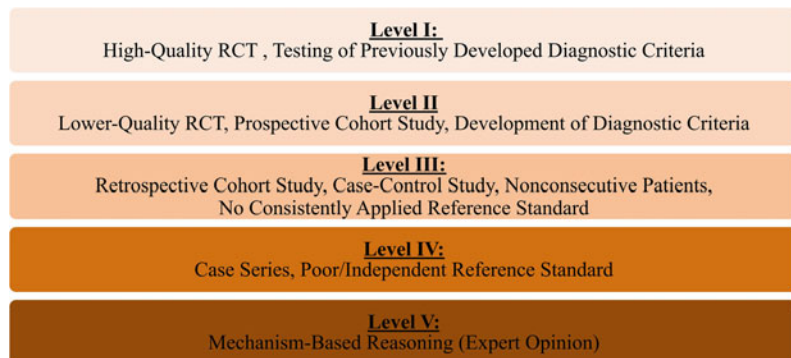 Level I:
High-Quality RCT , Testing of Previously Developed Diagnostic Criteria
Level II
Lower-Quality RCT, Prospective Cohort Study, Development of Diagnostic Criteria
Level III:
Retrospective Cohort Study, Case-Control Study, Nonconsecutive Patients,
No Consistently Applied Reference Standard
Level IV:
Case Series, Poor/Independent Reference Standard
Level V:
Mechanism-Based Reasoning (Expert Opinion)